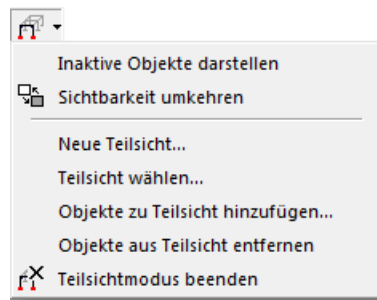 Inaktive Objekte darstellen
Sichtbarkeit umkehren
Neue Teilsicht...
Teilsicht wählen...
Objekte zu Teilsicht hinzufügen...
Objekte aus Teilsicht entfernen
Teilsichtmodus beenden